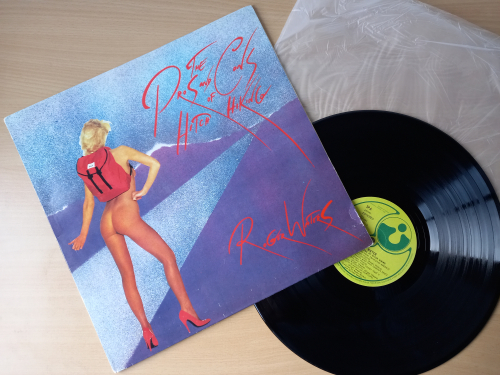 THE
PROS AND CONS
OF
HITCH HIKING
ROGER WATERS